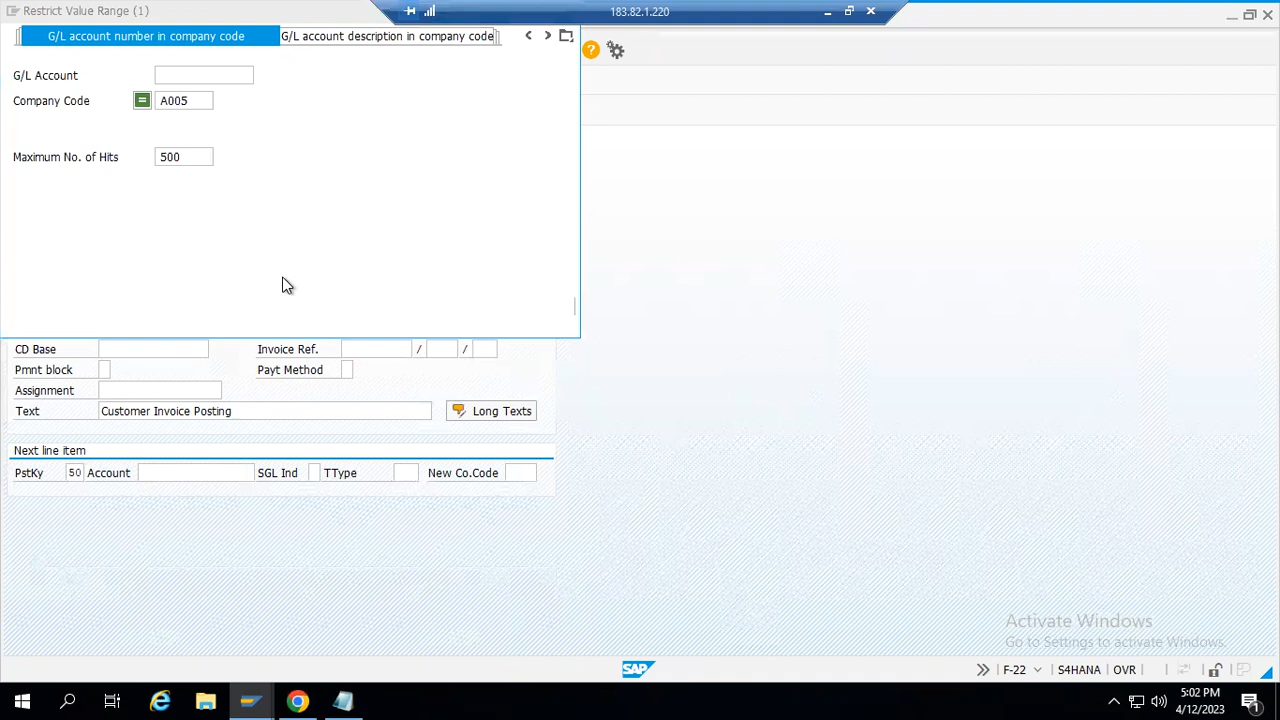 Restrict Value Range (1)
183.82.1.220
G/L account number in company code
G/L account description in company code
G/L Account
Company Code = A005
Maximum No. of Hits 500
CD Base Invoice Ref. / /
Pmnt block Payt Method
Assignment
Text Customer Invoice Posting Long Texts
Next line item
PstKy 50 Account SGL Ind TType New Co.Code
Activate Windows
Go to Settings to activate Windows.
SAP
F-22 S4HANA OVR
5:02 PM
4/12/2023
1